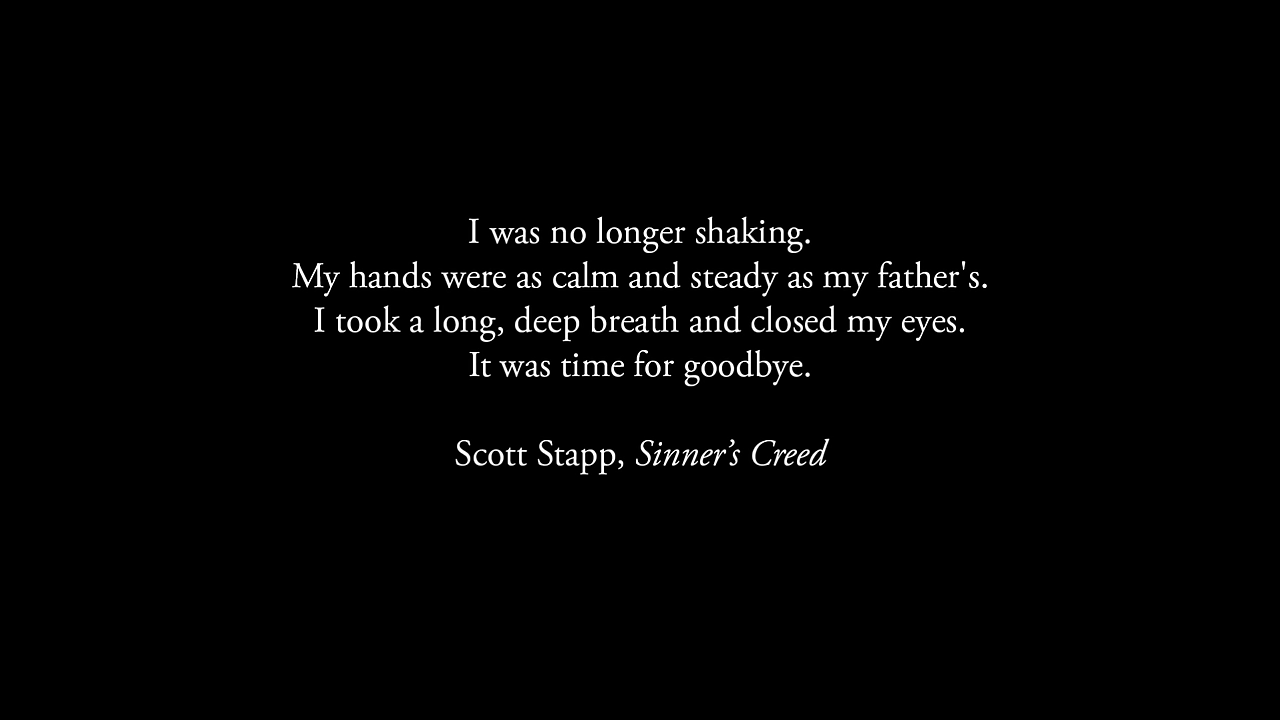 I was no longer shaking.
My hands were as calm and steady as my father's.
I took a long, deep breath and closed my eyes.
It was time for goodbye.
Scott Stapp, Sinner’s Creed